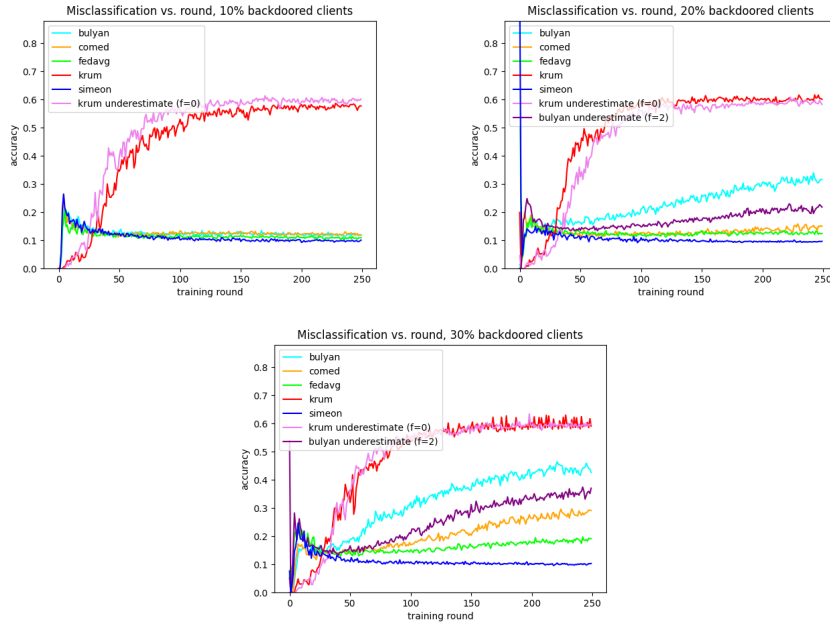 Misclassification vs. round, 10% backdoored clients
bulyan
comed
fedavg
krum
simeon
krum underestimate (f=0)
accuracy
0.8
0.7
0.6
0.5
0.4
0.3
0.2
0.1
0.0
0
50
100
150
200
250
training round
Misclassification vs. round, 20% backdoored clients
bulyan
comed
fedavg
krum
simeon
krum underestimate (f=0)
bulyan underestimate (f=2)
accuracy
0.8
0.7
0.6
0.5
0.4
0.3
0.2
0.1
0.0
0
50
100
150
200
250
training round
Misclassification vs. round, 30% backdoored clients
bulyan
comed
fedavg
krum
simeon
krum underestimate (f=0)
bulyan underestimate (f=2)
accuracy
0.8
0.7
0.6
0.5
0.4
0.3
0.2
0.1
0.0
0
50
100
150
200
250
training round